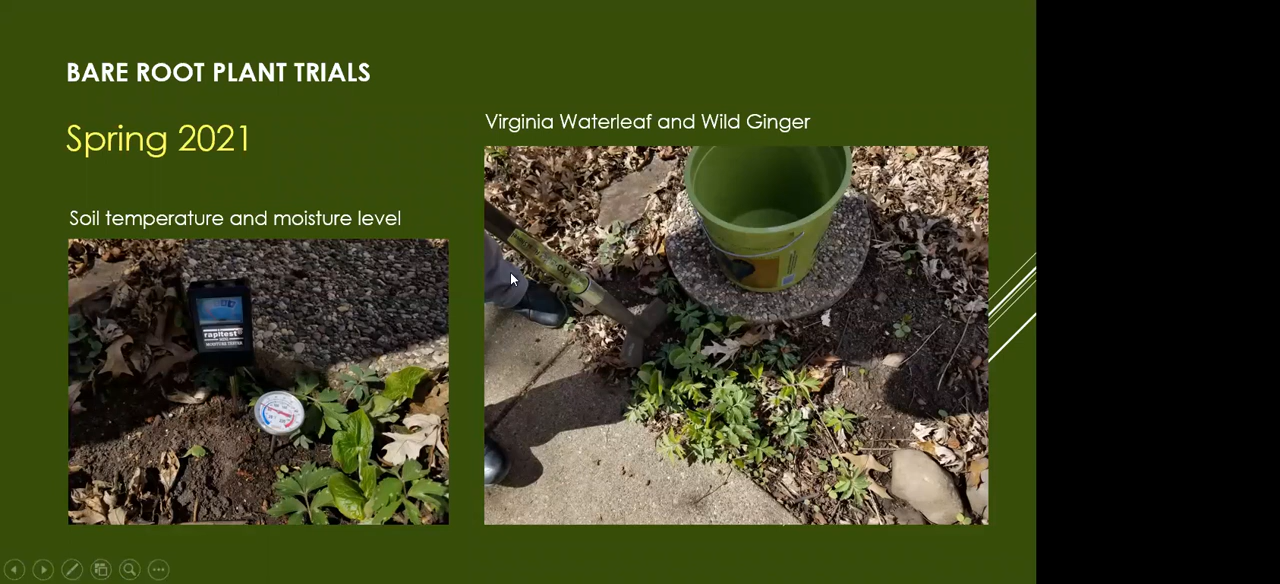 BARE ROOT PLANT TRIALS
Spring 2021
Virginia Waterleaf and Wild Ginger
Soil temperature and moisture level
rapitest
MOISTURE TESTER